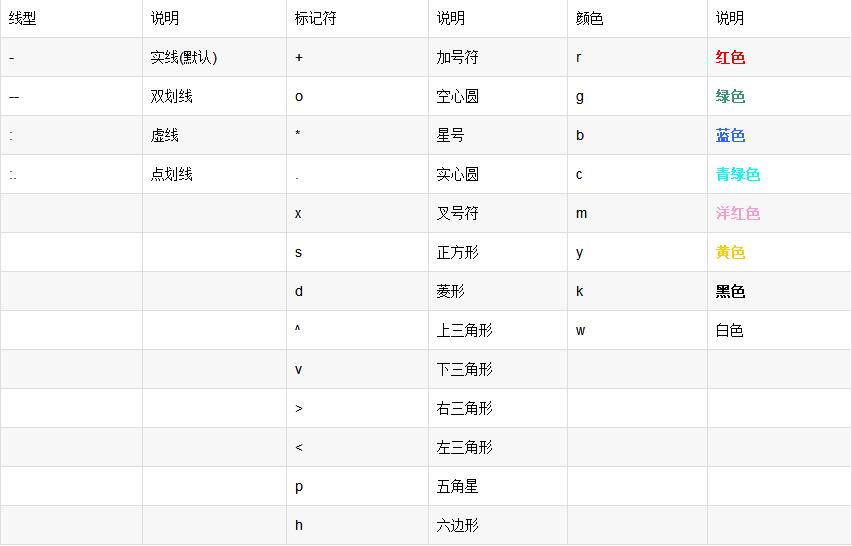 线型 说明 标记符 说明 颜色 说明
- 实线(默认) + 加号符 r 红色
-- 双划线 o 空心圆 g 绿色
: 虚线 * 星号 b 蓝色
:. 点划线 . 实心圆 c 青绿色
x 叉号符 m 洋红色
s 正方形 y 黄色
d 菱形 k 黑色
^ 上三角形 w 白色
v 下三角形
> 右三角形
< 左三角形
p 五角星
h 六边形